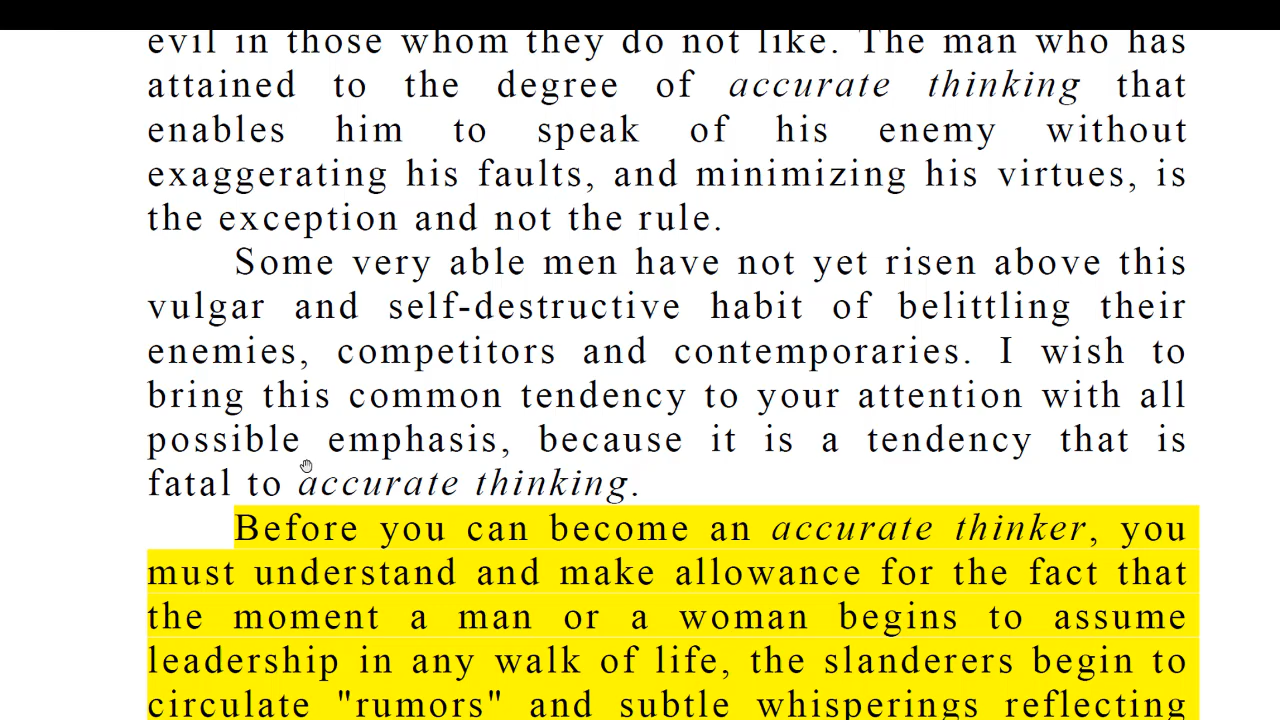 evil in those whom they do not like. The man who has
attained to the degree of accurate thinking that
enables him to speak of his enemy without
exaggerating his faults, and minimizing his virtues, is
the exception and not the rule.
Some very able men have not yet risen above this
vulgar and self-destructive habit of belittling their
enemies, competitors and contemporaries. I wish to
bring this common tendency to your attention with all
possible emphasis, because it is a tendency that is
fatal to accurate thinking.
Before you can become an accurate thinker, you
must understand and make allowance for the fact that
the moment a man or a woman begins to assume
leadership in any walk of life, the slanderers begin to
circulate "rumors" and subtle whisperings reflecting